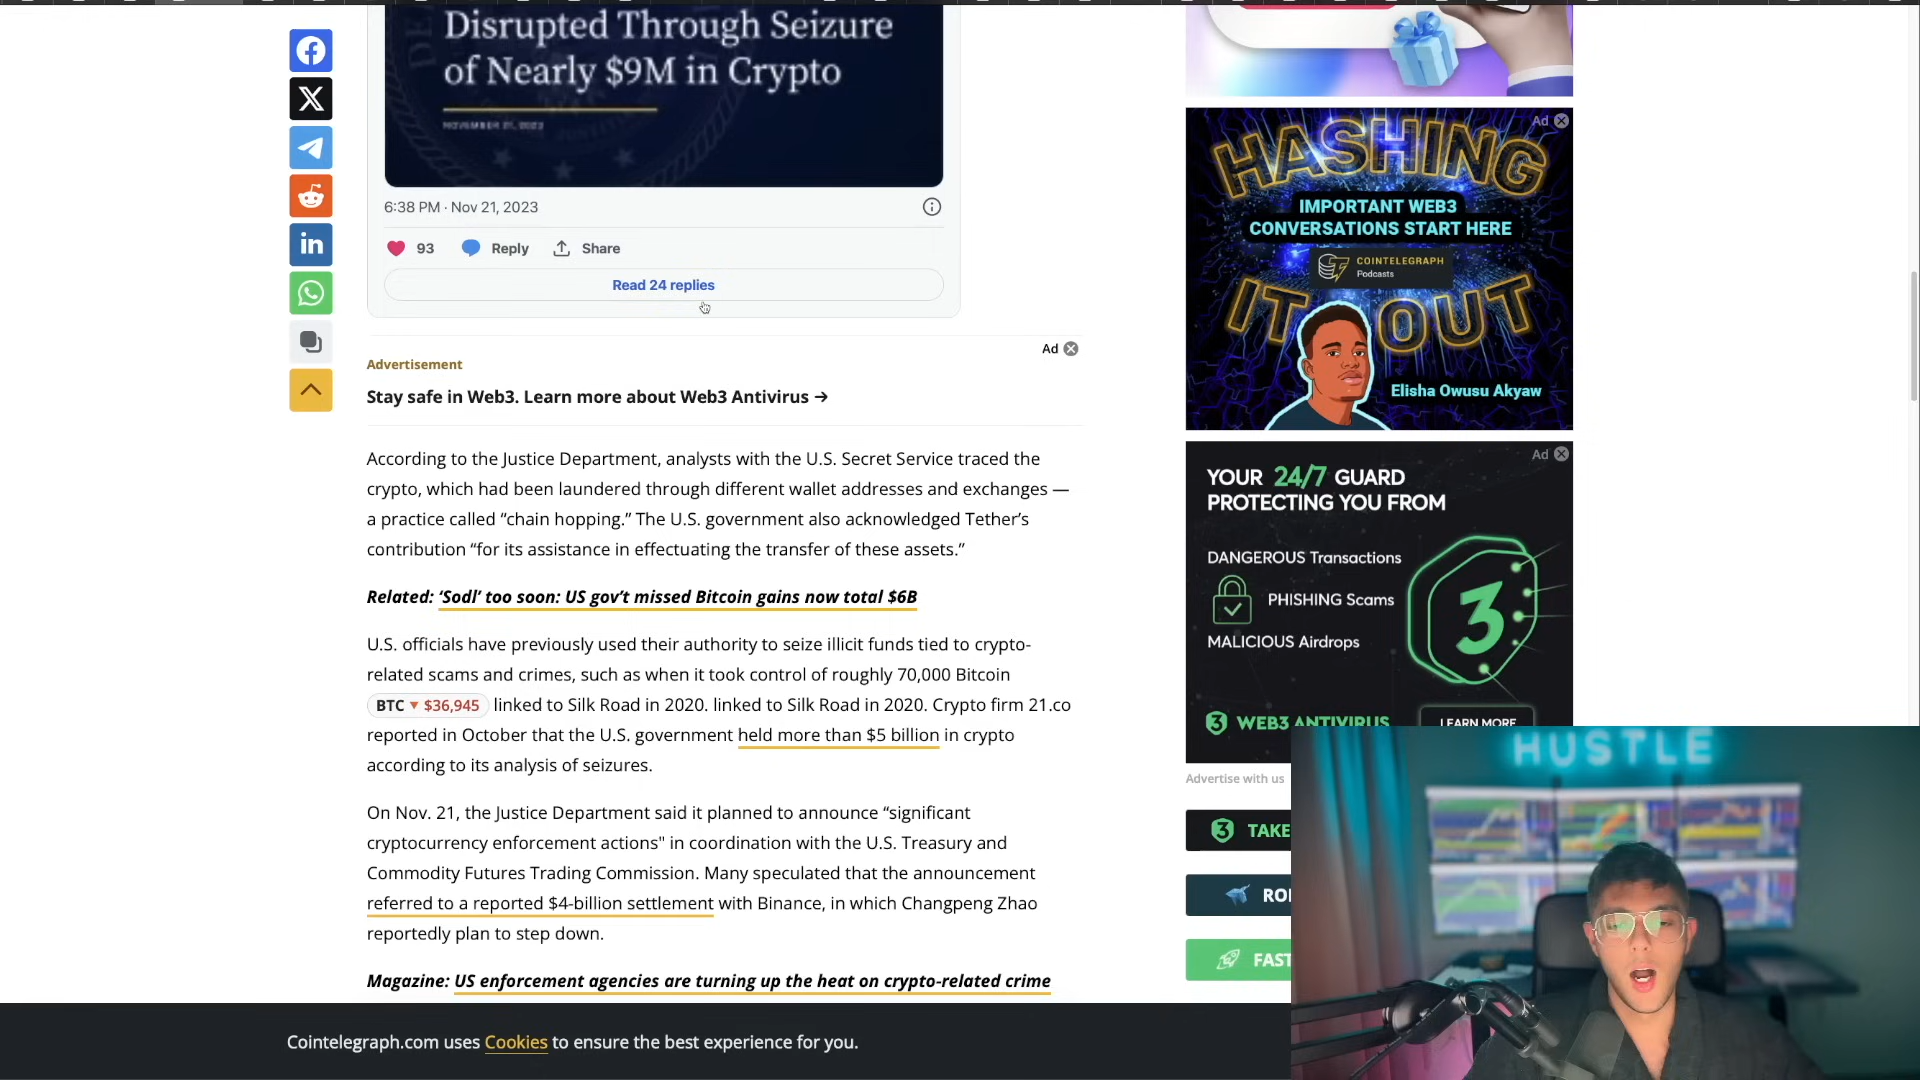 Disrupted Through Seizure
of Nearly $9M in Crypto
NOVEMBER 21, 2023
6:38 PM · Nov 21, 2023
93 Reply Share
Read 24 replies
Ad
Advertisement
Stay safe in Web3. Learn more about Web3 Antivirus →
According to the Justice Department, analysts with the U.S. Secret Service traced the
crypto, which had been laundered through different wallet addresses and exchanges —
a practice called “chain hopping.” The U.S. government also acknowledged Tether’s
contribution “for its assistance in effectuating the transfer of these assets.”
Related: ‘Sodl’ too soon: US gov’t missed Bitcoin gains now total $6B
U.S. officials have previously used their authority to seize illicit funds tied to crypto-
related scams and crimes, such as when it took control of roughly 70,000 Bitcoin
BTC ▼ $36,945 linked to Silk Road in 2020. linked to Silk Road in 2020. Crypto firm 21.co
reported in October that the U.S. government held more than $5 billion in crypto
according to its analysis of seizures.
On Nov. 21, the Justice Department said it planned to announce “significant
cryptocurrency enforcement actions" in coordination with the U.S. Treasury and
Commodity Futures Trading Commission. Many speculated that the announcement
referred to a reported $4-billion settlement with Binance, in which Changpeng Zhao
reportedly plan to step down.
Magazine: US enforcement agencies are turning up the heat on crypto-related crime
Cointelegraph.com uses Cookies to ensure the best experience for you.
Ad
HASHING
IMPORTANT WEB3
CONVERSATIONS START HERE
COINTELEGRAPH
Podcasts
IT OUT
Elisha Owusu Akyaw
Ad
YOUR 24/7 GUARD
PROTECTING YOU FROM
DANGEROUS Transactions
PHISHING Scams
MALICIOUS Airdrops
3
3 WEB3 ANTIVIRUS
LEARN MORE
Advertise with us
3 TAKE
RO
FAST
HUSTLE